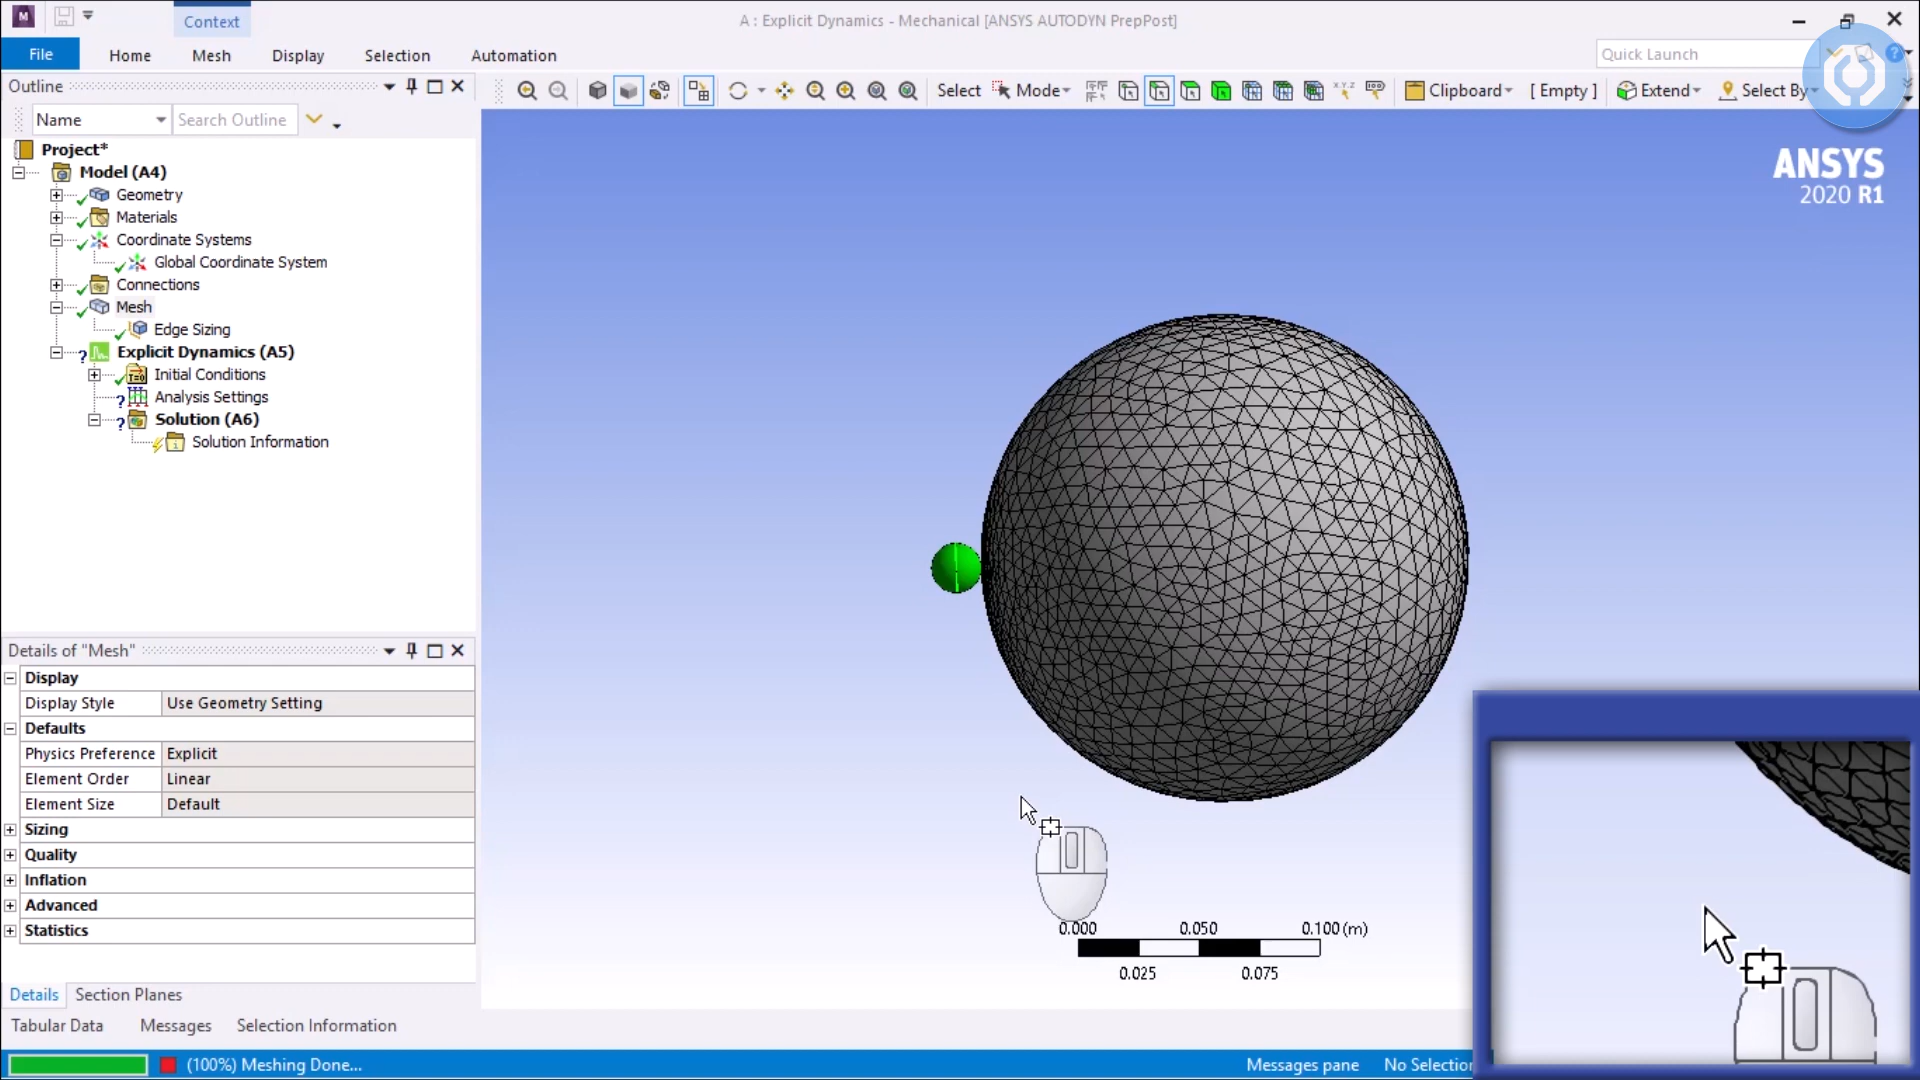 M
Context
A : Explicit Dynamics - Mechanical [ANSYS AUTODYN PrepPost]
File
Home
Mesh
Display
Selection
Automation
Quick Launch
?
Outline
Select
Mode
X,Y,Z
Clipboard
[ Empty ]
Extend
Select By
Name
Search Outline
Project*
Model (A4)
Geometry
Materials
Coordinate Systems
Global Coordinate System
Connections
Mesh
Edge Sizing
Explicit Dynamics (A5)
Initial Conditions
Analysis Settings
Solution (A6)
Solution Information
ANSYS
2020 R1
Details of "Mesh"
Display
Display Style Use Geometry Setting
Defaults
Physics Preference Explicit
Element Order Linear
Element Size Default
Sizing
Quality
Inflation
Advanced
Statistics
0.000 0.050 0.100 (m)
0.025 0.075
Details
Section Planes
Tabular Data
Messages
Selection Information
(100%) Meshing Done...
Messages pane
No Selection